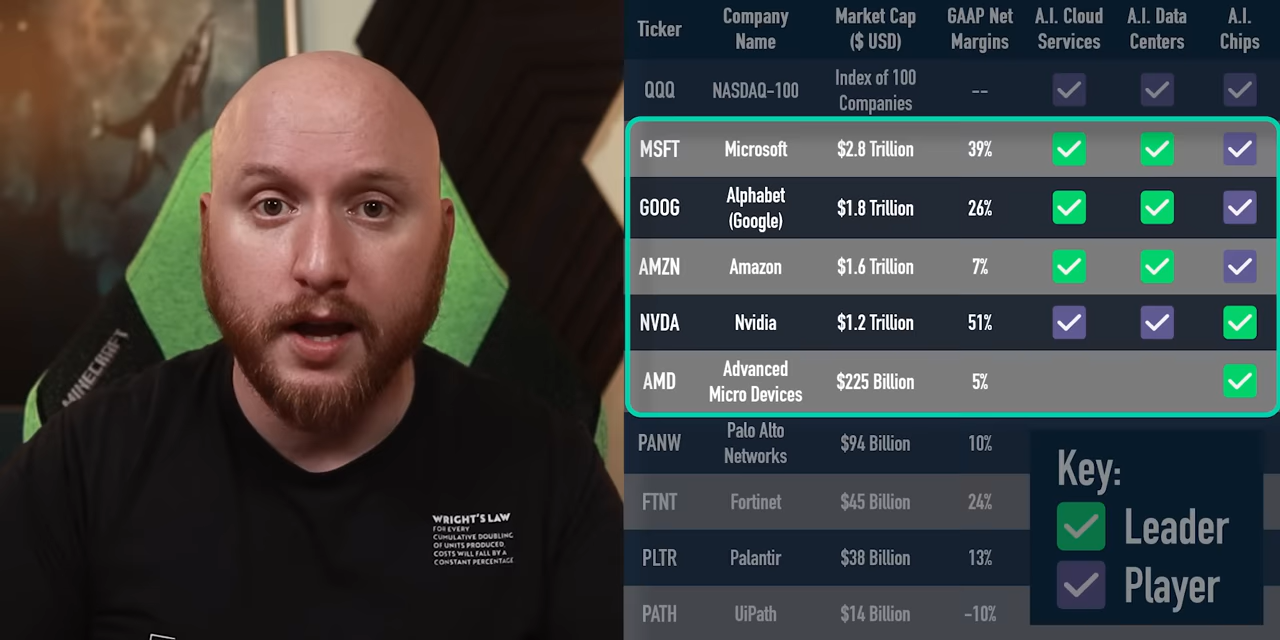 MINECRAFT
WRIGHT'S LAW
FOR EVERY
CUMULATIVE DOUBLING
OF UNITS PRODUCED,
COSTS WILL FALL BY A
CONSTANT PERCENTAGE.
Ticker Company Name Market Cap ($ USD) GAAP Net Margins A.I. Cloud Services A.I. Data Centers A.I. Chips
QQQ NASDAQ-100 Index of 100 Companies --
MSFT Microsoft $2.8 Trillion 39%
GOOG Alphabet (Google) $1.8 Trillion 26%
AMZN Amazon $1.6 Trillion 7%
NVDA Nvidia $1.2 Trillion 51%
AMD Advanced Micro Devices $225 Billion 5%
PANW Palo Alto Networks $94 Billion 10%
FTNT Fortinet $45 Billion 24%
PLTR Palantir $38 Billion 13%
PATH UiPath $14 Billion -10%
Key:
Leader
Player